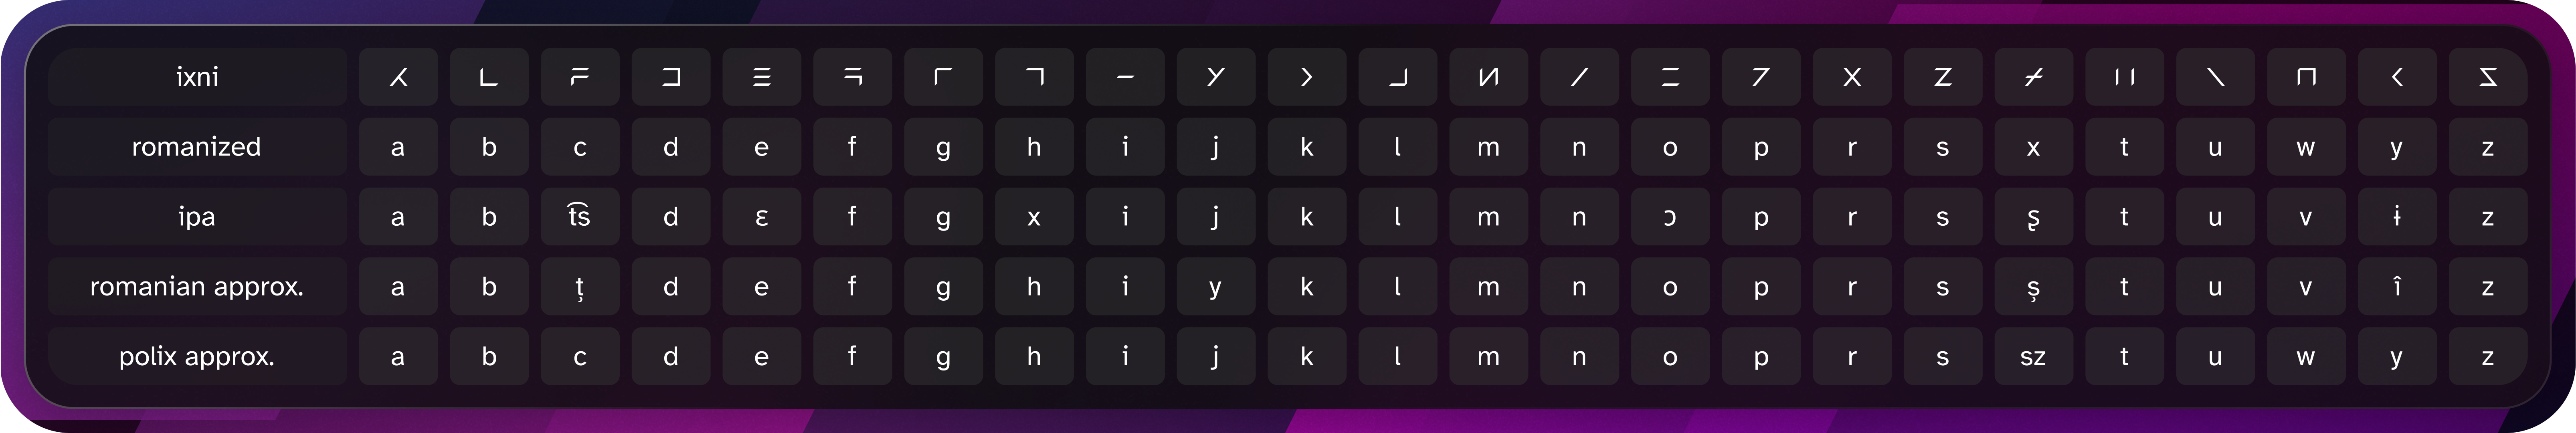 ixni
romanized a b c d e f g h i j k l m n o p r s x t u w y z
ipa a b t͡s d ɛ f g x i j k l m n ɔ p r s ʂ t u v ɨ z
romanian approx. a b ț d e f g h i y k l m n o p r s ș t u v î z
polix approx. a b c d e f g h i j k l m n o p r s sz t u w y z